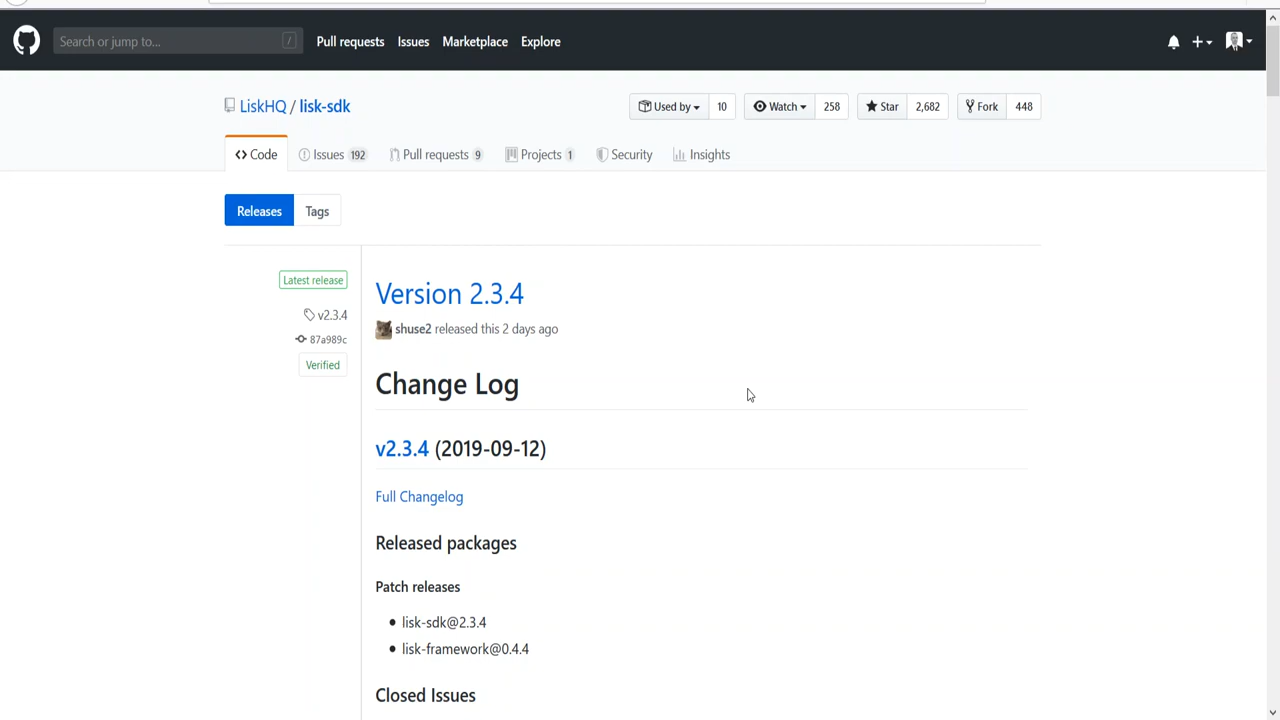 Search or jump to... / Pull requests Issues Marketplace Explore
LiskHQ / lisk-sdk Used by 10 Watch 258 Star 2,682 Fork 448
Code Issues 192 Pull requests 9 Projects 1 Security Insights
Releases Tags
Latest release
Version 2.3.4
v2.3.4
shuse2 released this 2 days ago
87a989c
Verified
Change Log
v2.3.4 (2019-09-12)
Full Changelog
Released packages
Patch releases
• lisk-sdk@2.3.4
• lisk-framework@0.4.4
Closed Issues